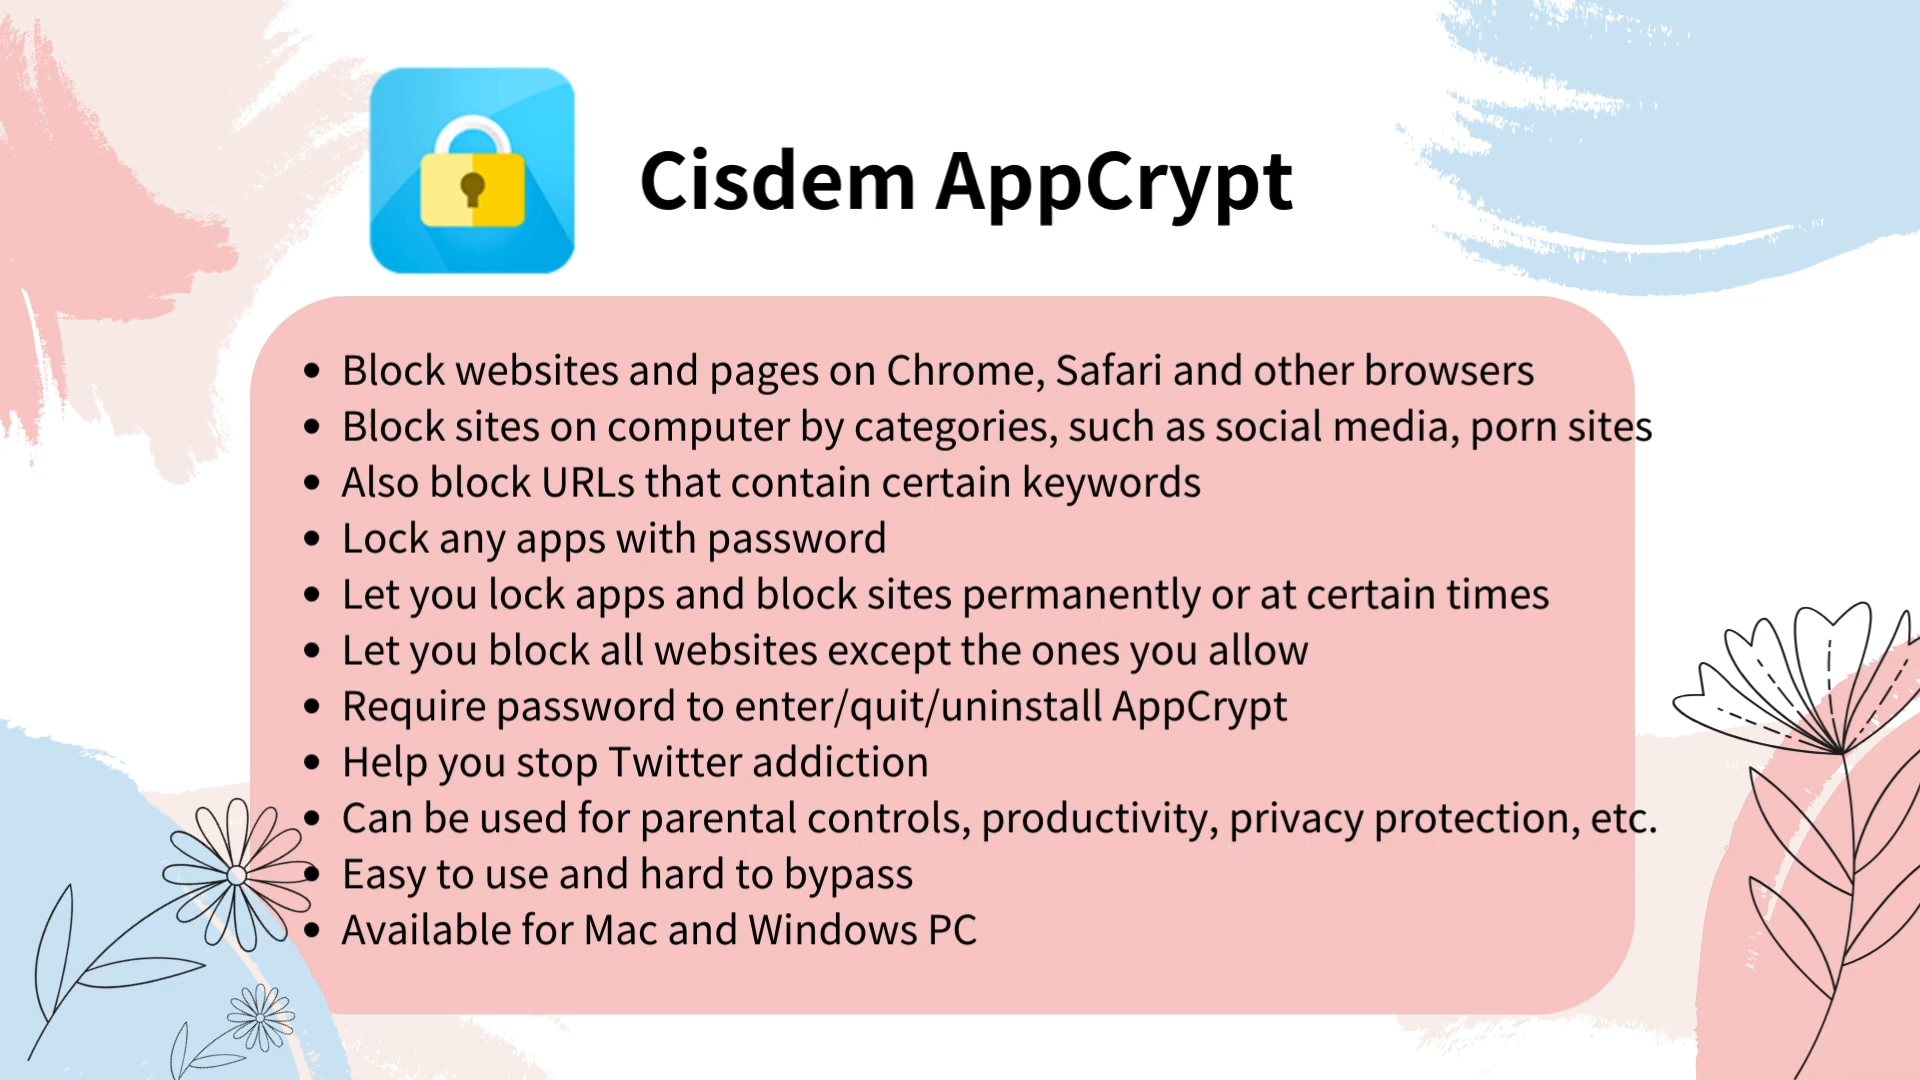 Cisdem AppCrypt
• Block websites and pages on Chrome, Safari and other browsers
• Block sites on computer by categories, such as social media, porn sites
• Also block URLs that contain certain keywords
• Lock any apps with password
• Let you lock apps and block sites permanently or at certain times
• Let you block all websites except the ones you allow
• Require password to enter/quit/uninstall AppCrypt
• Help you stop Twitter addiction
• Can be used for parental controls, productivity, privacy protection, etc.
• Easy to use and hard to bypass
• Available for Mac and Windows PC